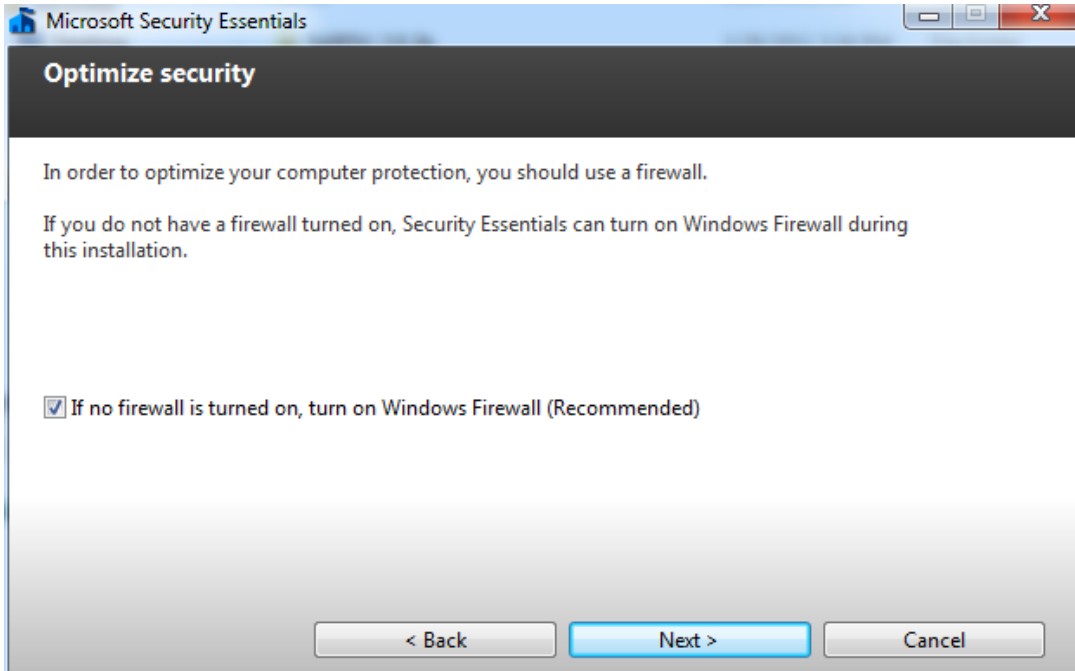 Microsoft Security Essentials
Optimize security
In order to optimize your computer protection, you should use a firewall.
If you do not have a firewall turned on, Security Essentials can turn on Windows Firewall during
this installation.
If no firewall is turned on, turn on Windows Firewall (Recommended)
< Back
Next >
Cancel